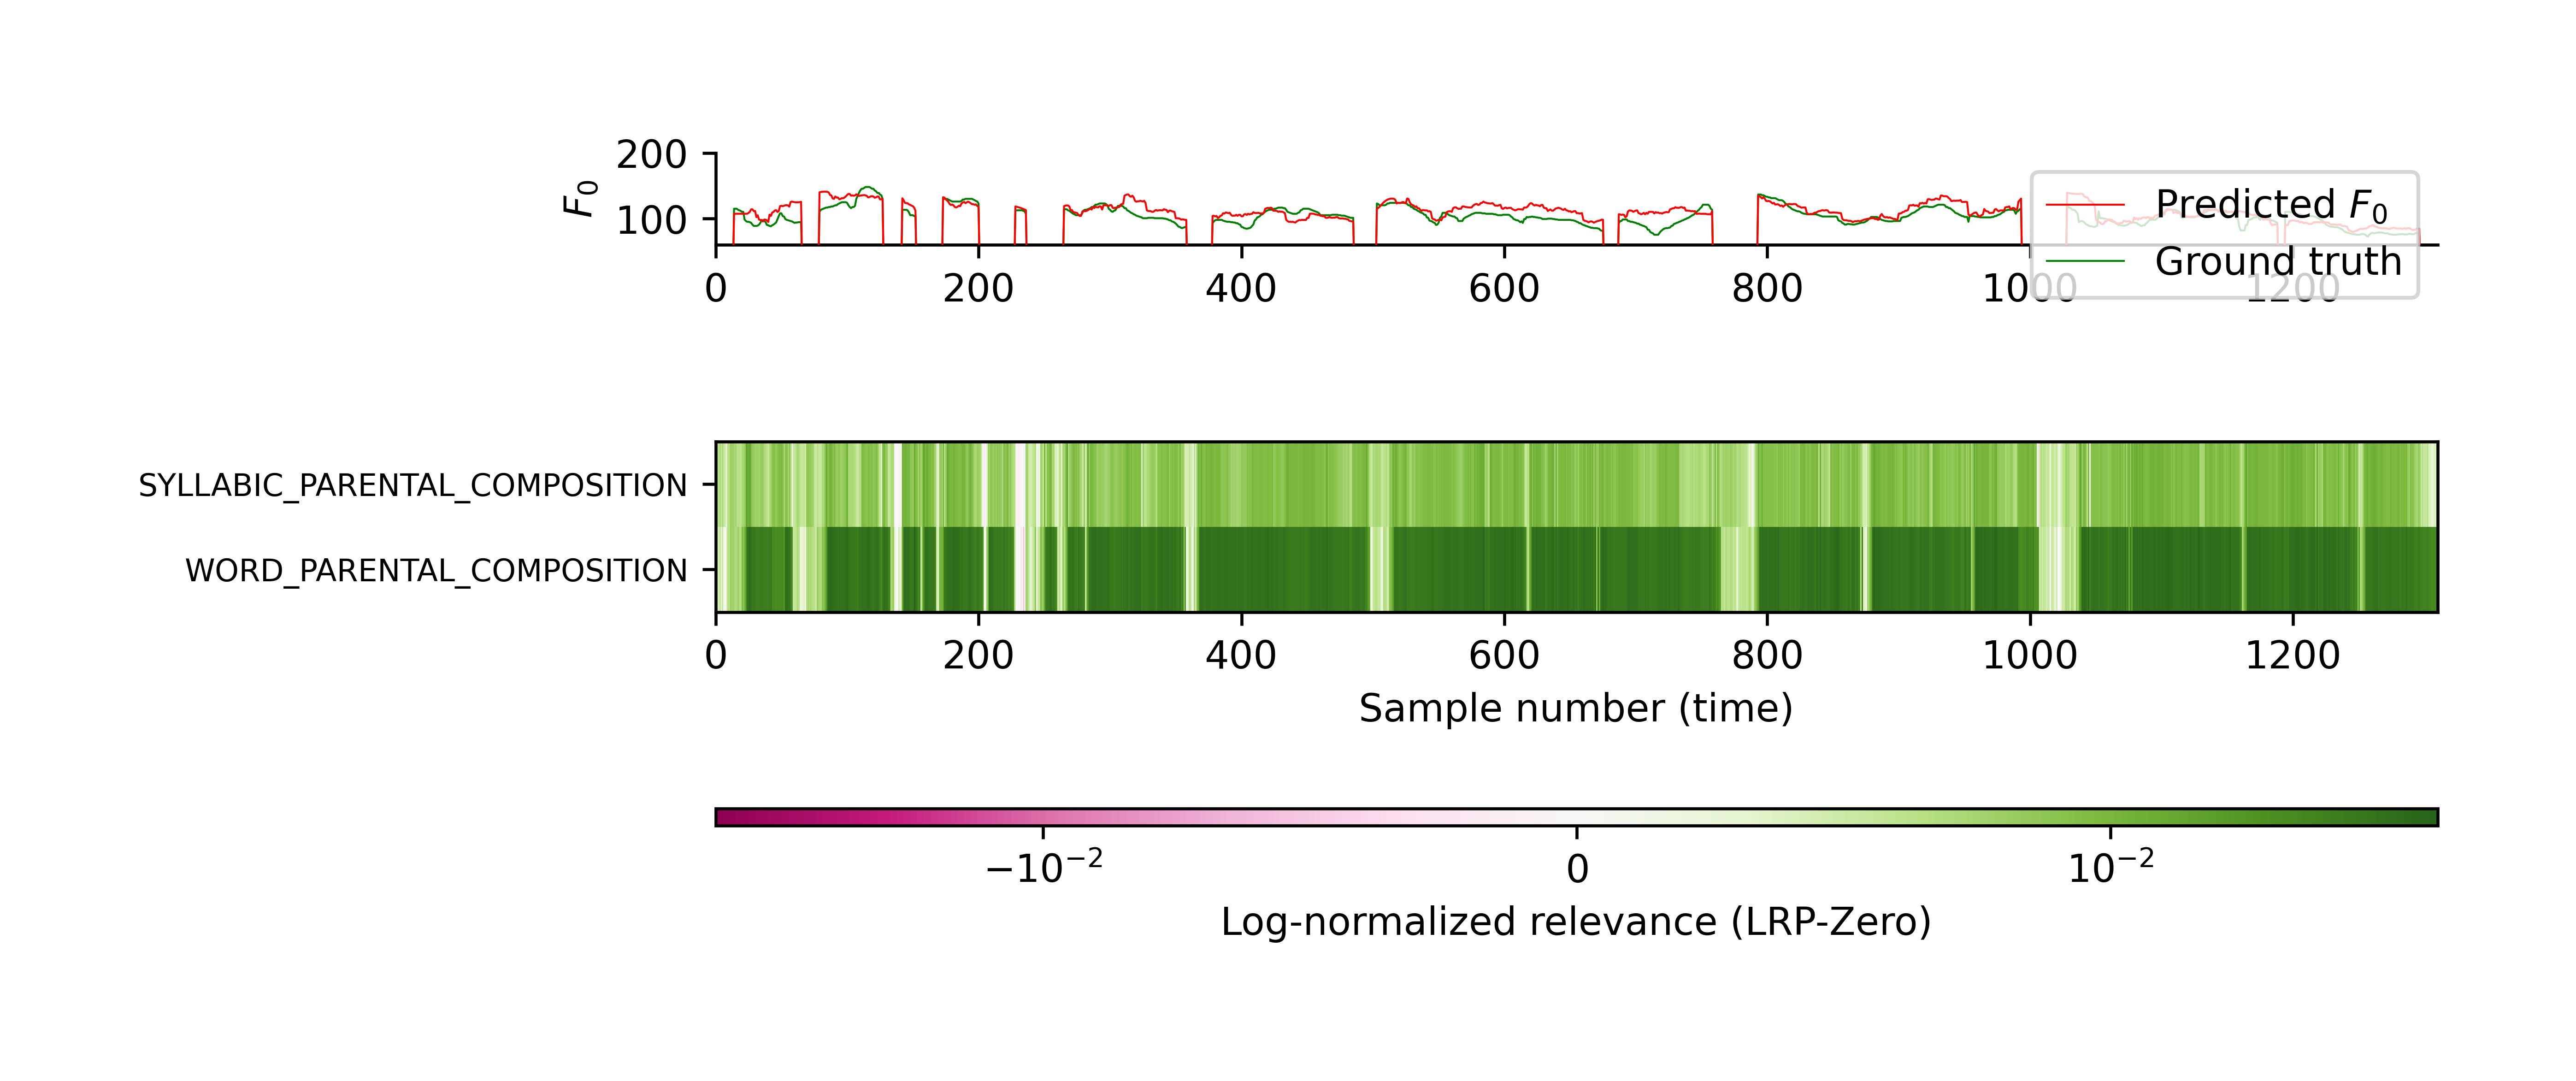 200
F₀
100
Predicted F₀
Ground truth
0 200 400 600 800 1000 1200
SYLLABIC_PARENTAL_COMPOSITION
WORD_PARENTAL_COMPOSITION
0 200 400 600 800 1000 1200
Sample number (time)
−10⁻² 0 10⁻²
Log-normalized relevance (LRP-Zero)